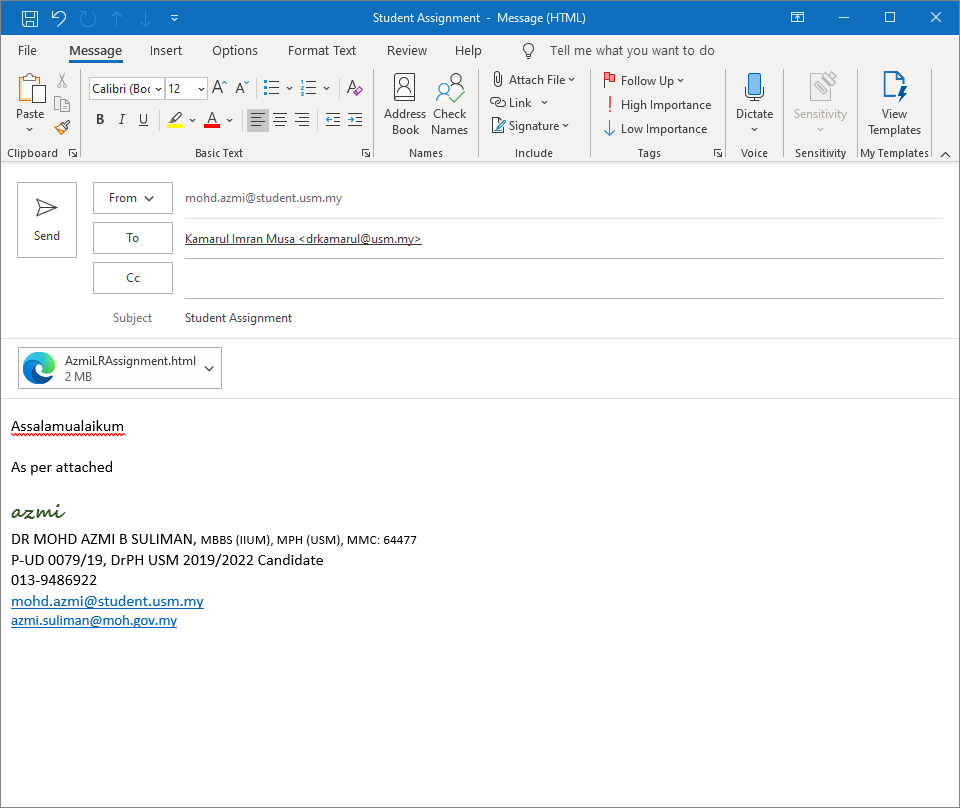 Student Assignment - Message (HTML)
File Message Insert Options Format Text Review Help Tell me what you want to do
Calibri (Boc 12
Paste
B I U A
Address Book
Check Names
Attach File
Link
Signature
Follow Up
High Importance
Low Importance
Dictate
Sensitivity
View Templates
Clipboard Basic Text Names Include Tags Voice Sensitivity My Templates
Send
From mohd.azmi@student.usm.my
To Kamarul Imran Musa <drkamarul@usm.my>
Cc
Subject Student Assignment
AzmiLRAssignment.html
2 MB
Assalamualaikum
As per attached
azmi
DR MOHD AZMI B SULIMAN, MBBS (IIUM), MPH (USM), MMC: 64477
P-UD 0079/19, DrPH USM 2019/2022 Candidate
013-9486922
mohd.azmi@student.usm.my
azmi.suliman@moh.gov.my